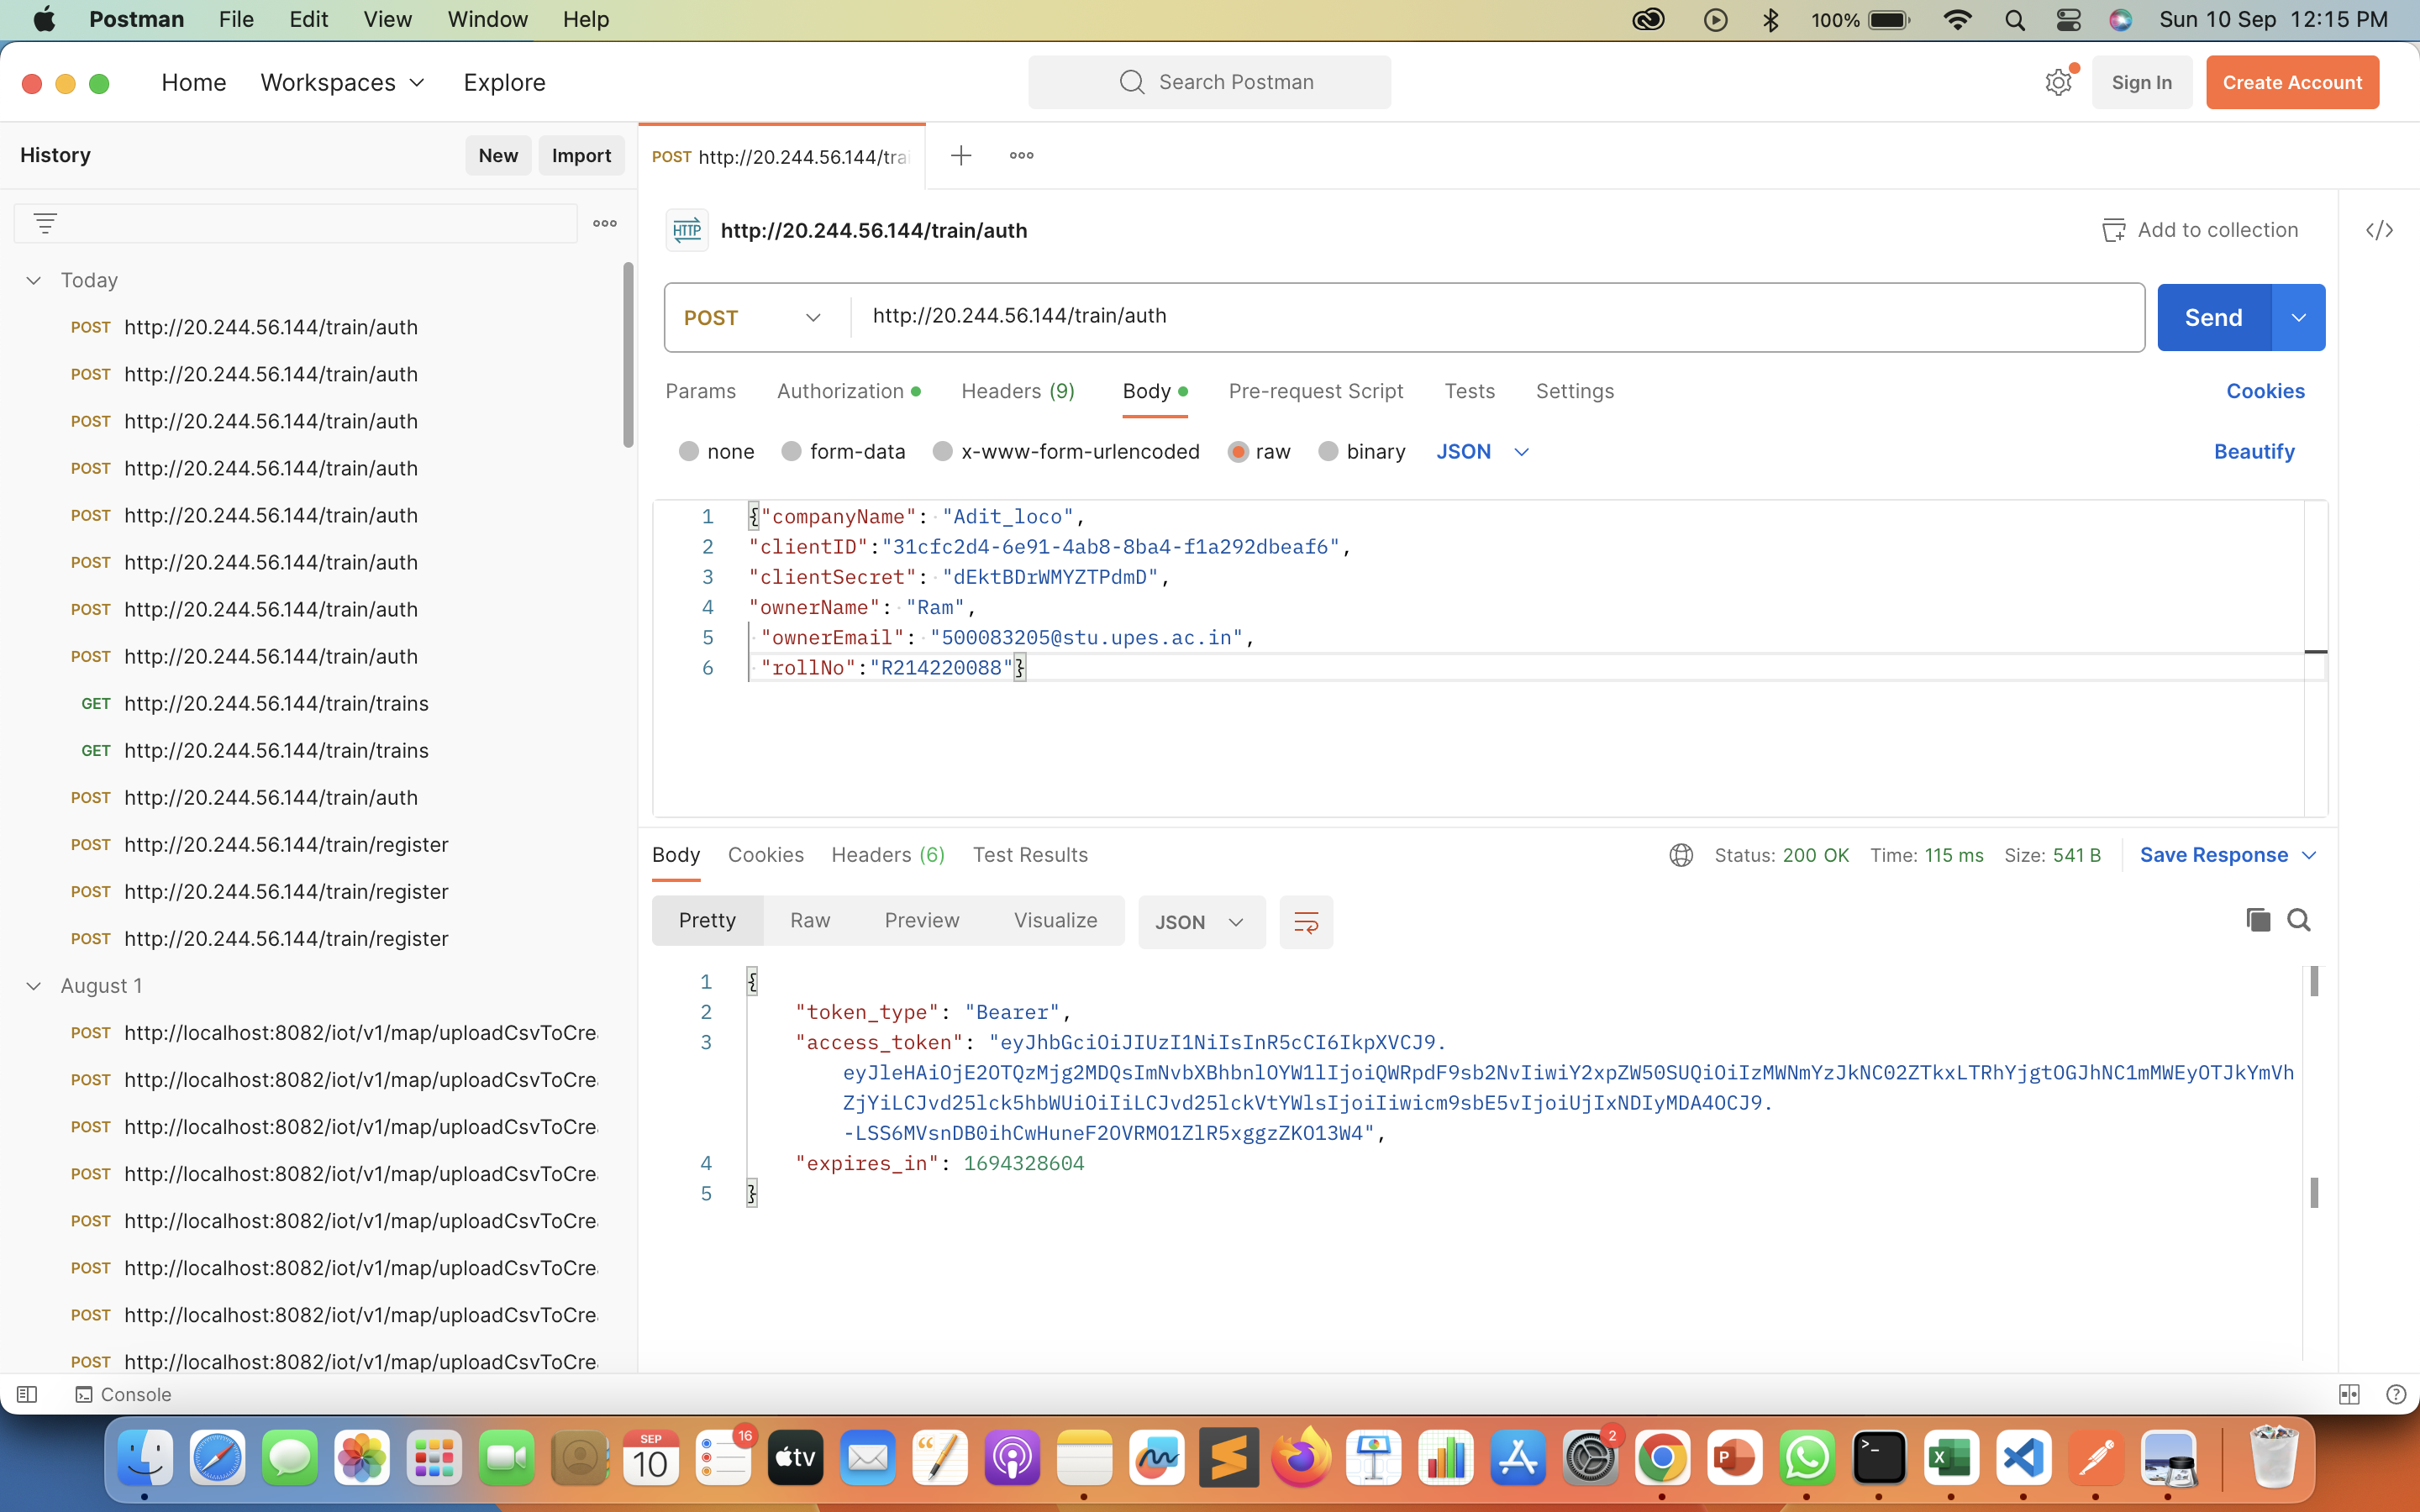 Postman File Edit View Window Help 100% Sun 10 Sep 12:15 PM
Home Workspaces Explore Search Postman Sign In Create Account
History New Import
POST http://20.244.56.144/trai
http://20.244.56.144/train/auth Add to collection
Today
POST http://20.244.56.144/train/auth
POST http://20.244.56.144/train/auth
POST http://20.244.56.144/train/auth
POST http://20.244.56.144/train/auth
POST http://20.244.56.144/train/auth
POST http://20.244.56.144/train/auth
POST http://20.244.56.144/train/auth
POST http://20.244.56.144/train/auth
GET http://20.244.56.144/train/trains
GET http://20.244.56.144/train/trains
POST http://20.244.56.144/train/auth
POST http://20.244.56.144/train/register
POST http://20.244.56.144/train/register
POST http://20.244.56.144/train/register
August 1
POST http://localhost:8082/iot/v1/map/uploadCsvToCre
POST http://localhost:8082/iot/v1/map/uploadCsvToCre
POST http://localhost:8082/iot/v1/map/uploadCsvToCre
POST http://localhost:8082/iot/v1/map/uploadCsvToCre
POST http://localhost:8082/iot/v1/map/uploadCsvToCre
POST http://localhost:8082/iot/v1/map/uploadCsvToCre
POST http://localhost:8082/iot/v1/map/uploadCsvToCre
POST http://localhost:8082/iot/v1/map/uploadCsvToCre
HTTP
POST http://20.244.56.144/train/auth Send
Params Authorization Headers (9) Body Pre-request Script Tests Settings Cookies
none form-data x-www-form-urlencoded raw binary JSON Beautify
1 {"companyName": "Adit_loco",
2 "clientID":"31cfc2d4-6e91-4ab8-8ba4-f1a292dbeaf6",
3 "clientSecret": "dEktBDrWMYZTPdmD",
4 "ownerName": "Ram",
5 "ownerEmail": "500083205@stu.upes.ac.in",
6 "rollNo":"R214220088"}
Body Cookies Headers (6) Test Results Status: 200 OK Time: 115 ms Size: 541 B Save Response
Pretty Raw Preview Visualize JSON
1 {
2 "token_type": "Bearer",
3 "access_token": "eyJhbGciOiJIUzI1NiIsInR5cCI6IkpXVCJ9.
eyJleHAiOjE2OTQzMjg2MDQsImNvbXBhbnlOYW1lIjoiQWRpdF9sb2NvIiwiY2xpZW50SUQiOiIzMWNmYzJkNC02ZTkxLTRhYjgtOGJhNC1mMWEyOTJkYmVh
ZjYiLCJvd25lck5hbWUiOiIiLCJvd25lckVtYWlsIjoiIiwicm9sbE5vIjoiUjIxNDIyMDA4OCJ9.
-LSS6MVsnDB0ihCwHuneF2OVRMO1ZlR5xggzZKO13W4",
4 "expires_in": 1694328604
5 }
Console
SEP
10
16
tv
2